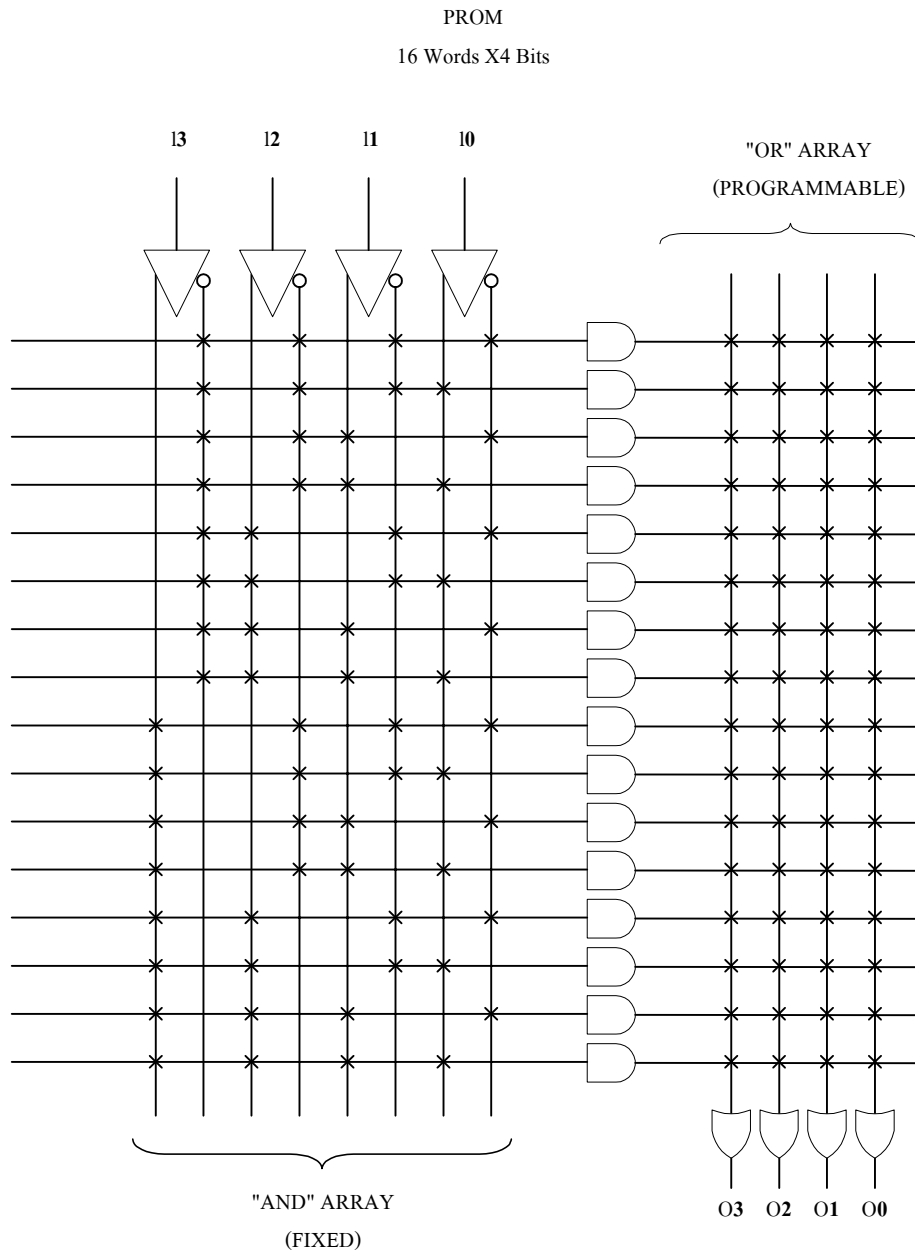 PROM
16 Words X4 Bits
I3 I2 I1 I0
"OR" ARRAY
(PROGRAMMABLE)
"AND" ARRAY
(FIXED)
O3 O2 O1 O0